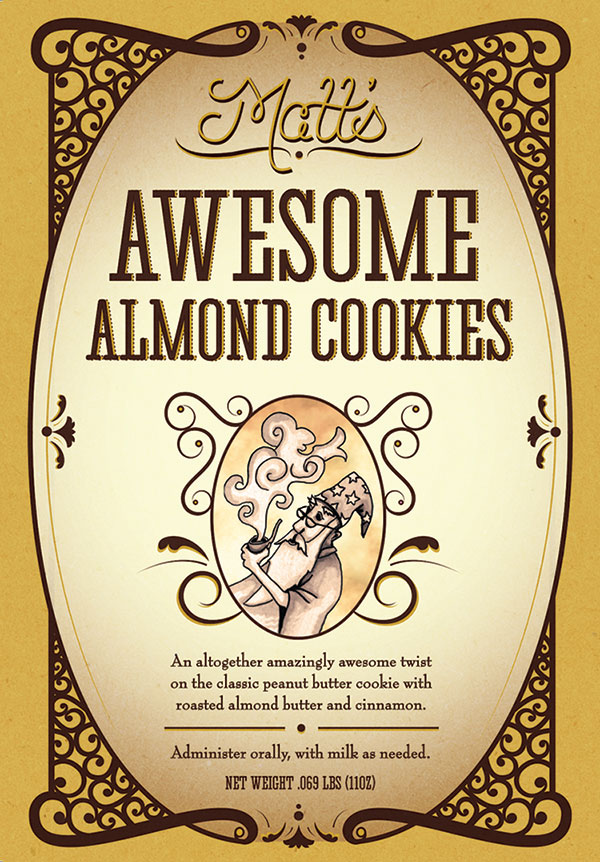 Matt's
AWESOME
ALMOND COOKIES
An altogether amazingly awesome twist
on the classic peanut butter cookie with
roasted almond butter and cinnamon.
Administer orally, with milk as needed.
NET WEIGHT .069 LBS (11OZ)